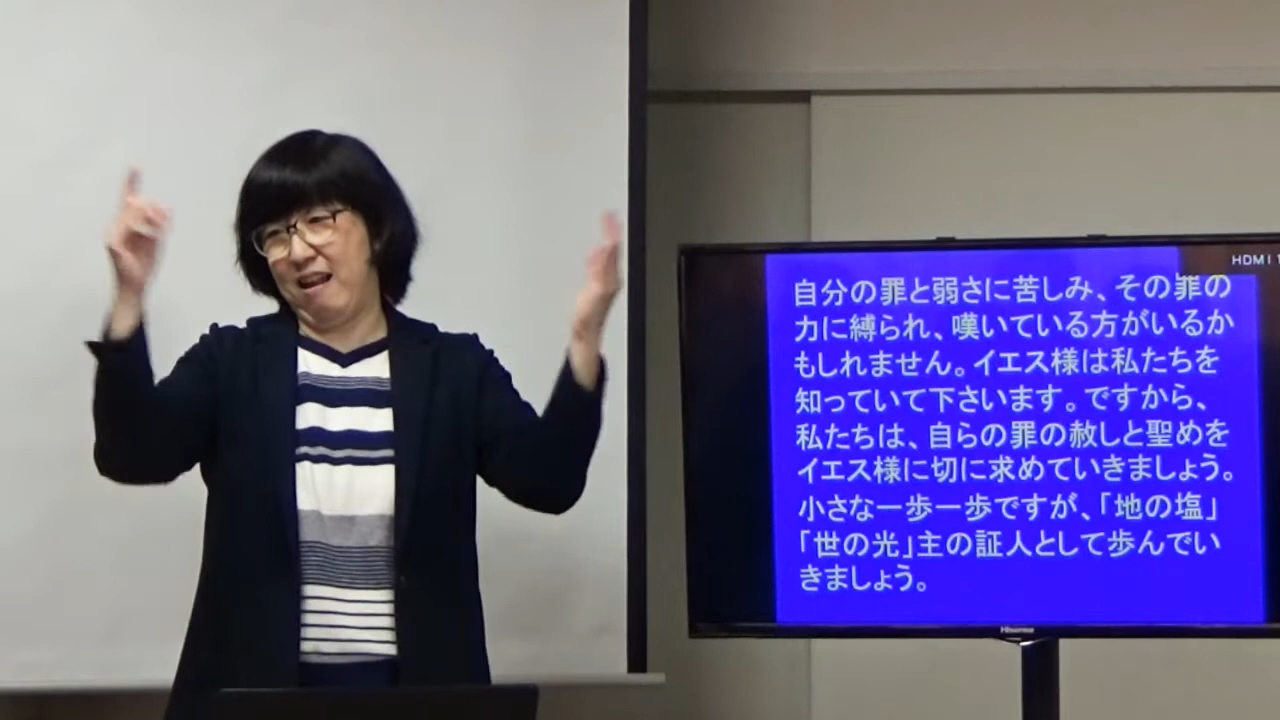 HDMI 1
自分の罪と弱さに苦しみ、その罪の
力に縛られ、嘆いている方がいるか
もしれません。イエス様は私たちを
知っていて下さいます。ですから、
私たちは、自らの罪の赦しと聖めを
イエス様に切に求めていきましょう。
小さな一歩一歩ですが、「地の塩」
「世の光」主の証人として歩んでい
きましょう。
Hisense